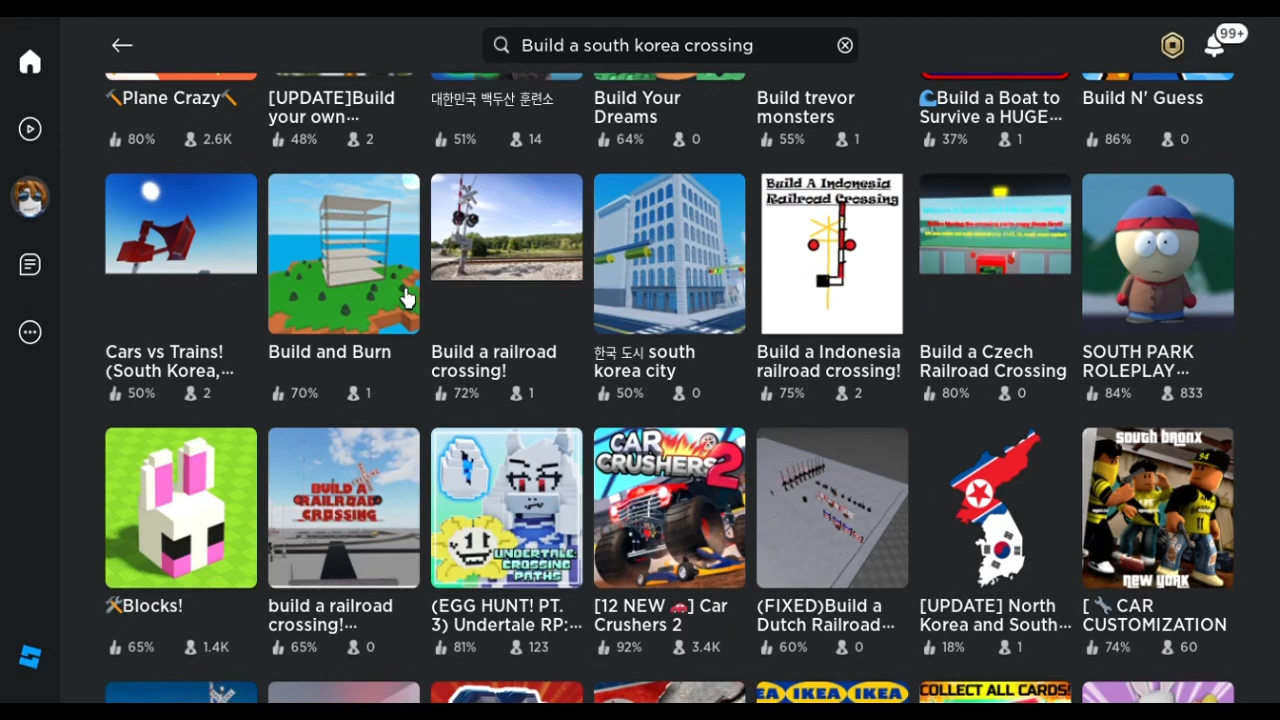 Build a south korea crossing
99+
🔨Plane Crazy🔨
[UPDATE]Build
your own…
대한민국 백두산 훈련소
Build Your
Dreams
Build trevor
monsters
🌊Build a Boat to
Survive a HUGE…
Build N' Guess
80% 2.6K
48% 2
51% 14
64% 0
55% 1
37% 1
86% 0
Build A Indonesia
Railroad Crossing
Cars vs Trains!
(South Korea,…
Build and Burn
Build a railroad
crossing!
한국 도시 south
korea city
Build a Indonesia
railroad crossing!
Build a Czech
Railroad Crossing
SOUTH PARK
ROLEPLAY…
50% 2
70% 1
72% 1
50% 0
75% 2
80% 0
84% 833
BUILD A
RAILROAD
CROSSING
UNDERTALE
CROSSING
PATHS
CAR
CRUSHERS 2
south bronx
94
11
new york
🛠️Blocks!
build a railroad
crossing!…
(EGG HUNT! PT.
3) Undertale RP:…
[12 NEW 🚗] Car
Crushers 2
(FIXED)Build a
Dutch Railroad…
[UPDATE] North
Korea and South…
[ 🔧 CAR
CUSTOMIZATION
65% 1.4K
65% 0
81% 123
92% 3.4K
60% 0
18% 1
74% 60
EA IKEA IKEA
COLLECT ALL CARDS!